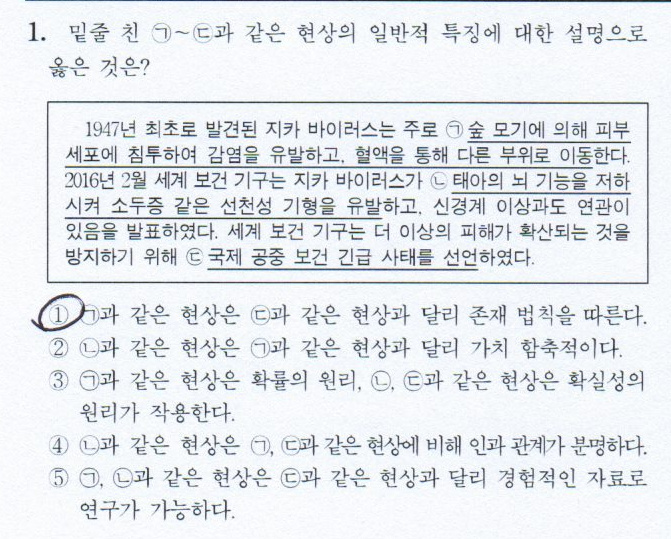 1. 밑줄 친 ㉠~㉢과 같은 현상의 일반적 특징에 대한 설명으로
옳은 것은?
1947년 최초로 발견된 지카 바이러스는 주로 ㉠숲 모기에 의해 피부
세포에 침투하여 감염을 유발하고, 혈액을 통해 다른 부위로 이동한다.
2016년 2월 세계 보건 기구는 지카 바이러스가 ㉡태아의 뇌 기능을 저하
시켜 소두증 같은 선천성 기형을 유발하고, 신경계 이상과도 연관이
있음을 발표하였다. 세계 보건 기구는 더 이상의 피해가 확산되는 것을
방지하기 위해 ㉢국제 공중 보건 긴급 사태를 선언하였다.
① ㉠과 같은 현상은 ㉢과 같은 현상과 달리 존재 법칙을 따른다.
② ㉡과 같은 현상은 ㉠과 같은 현상과 달리 가치 함축적이다.
③ ㉠과 같은 현상은 확률의 원리, ㉡, ㉢과 같은 현상은 확실성의
원리가 작용한다.
④ ㉡과 같은 현상은 ㉠, ㉢과 같은 현상에 비해 인과 관계가 분명하다.
⑤ ㉠, ㉡과 같은 현상은 ㉢과 같은 현상과 달리 경험적인 자료로
연구가 가능하다.